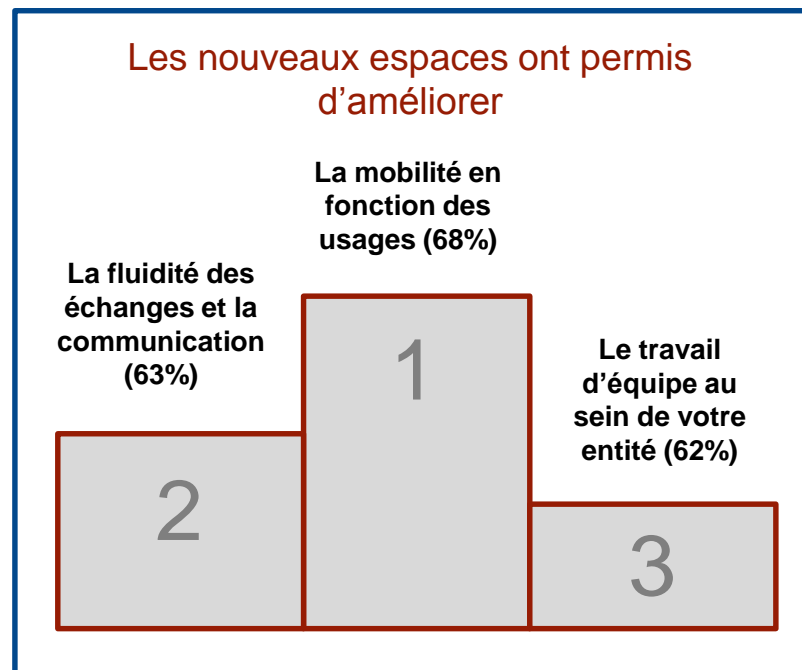 Les nouveaux espaces ont permis
d’améliorer
La mobilité en
fonction des
usages (68%)
La fluidité des
échanges et la
communication
(63%)
Le travail
d’équipe au
sein de votre
entité (62%)
2
1
3